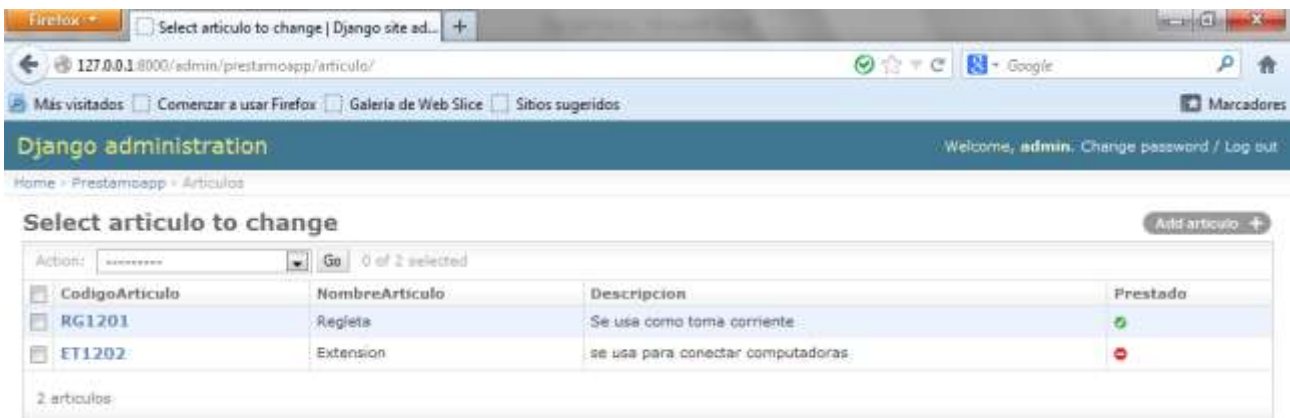 Firefox
Select articulo to change | Django site ad... +
127.0.0.1:8000/admin/prestamoapp/articulo/ Google
Más visitados Comenzar a usar Firefox Galería de Web Slice Sitios sugeridos Marcadores
Django administration Welcome, admin. Change password / Log out
Home › Prestamoapp › Articulos
Select articulo to change Add articulo +
Action: --------- Go 0 of 2 selected
CodigoArticulo NombreArticulo Descripcion Prestado
RG1201 Regleta Se usa como toma corriente
ET1202 Extension se usa para conectar computadoras
2 articulos